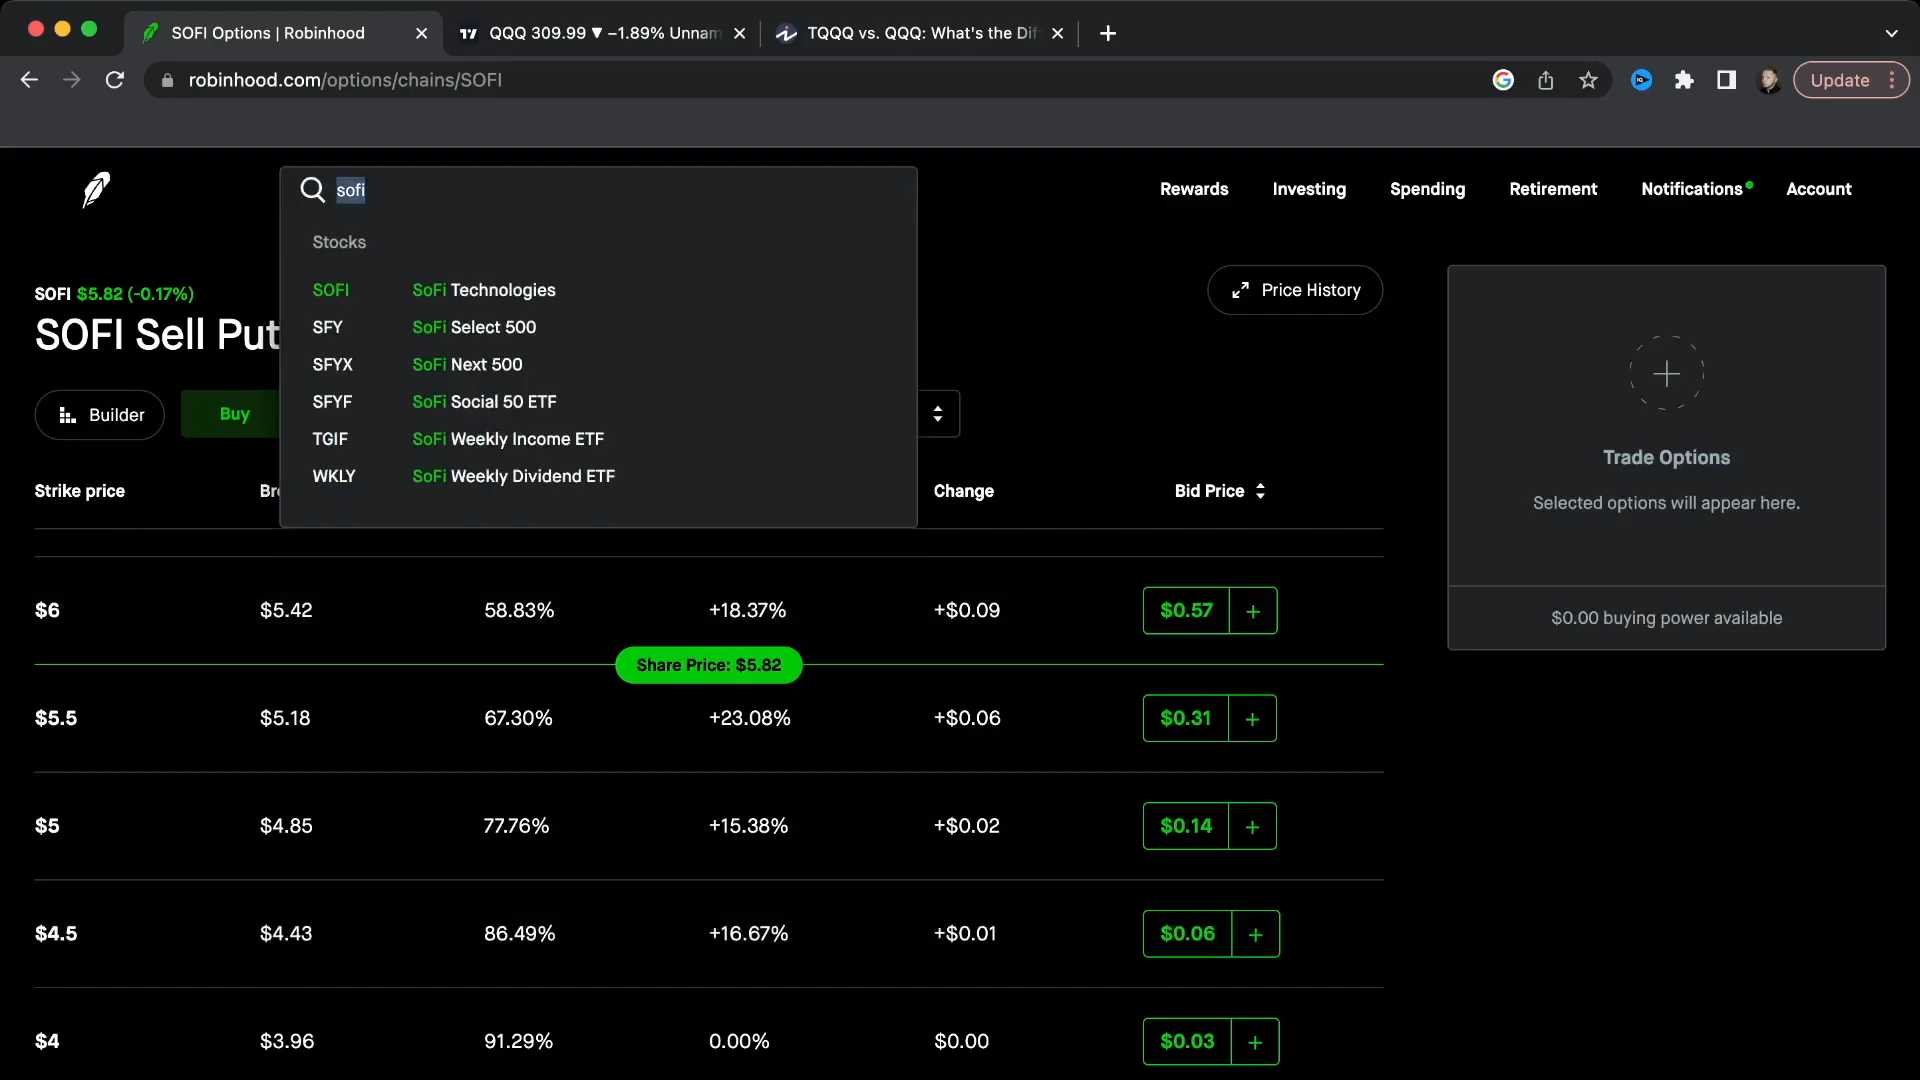 SOFI Options | Robinhood
QQQ 309.99 ▼ −1.89% Unnam
TQQQ vs. QQQ: What's the Dif
robinhood.com/options/chains/SOFI
Update
sofi
Rewards
Investing
Spending
Retirement
Notifications
Account
Stocks
SOFI SoFi Technologies
SFY SoFi Select 500
SFYX SoFi Next 500
SFYF SoFi Social 50 ETF
TGIF SoFi Weekly Income ETF
WKLY SoFi Weekly Dividend ETF
SOFI $5.82 (-0.17%)
SOFI Sell Put
Price History
Builder
Buy
Strike price Bre Change Bid Price
$6 $5.42 58.83% +18.37% +$0.09 $0.57 +
Share Price: $5.82
$5.5 $5.18 67.30% +23.08% +$0.06 $0.31 +
$5 $4.85 77.76% +15.38% +$0.02 $0.14 +
$4.5 $4.43 86.49% +16.67% +$0.01 $0.06 +
$4 $3.96 91.29% 0.00% $0.00 $0.03 +
Trade Options
Selected options will appear here.
$0.00 buying power available